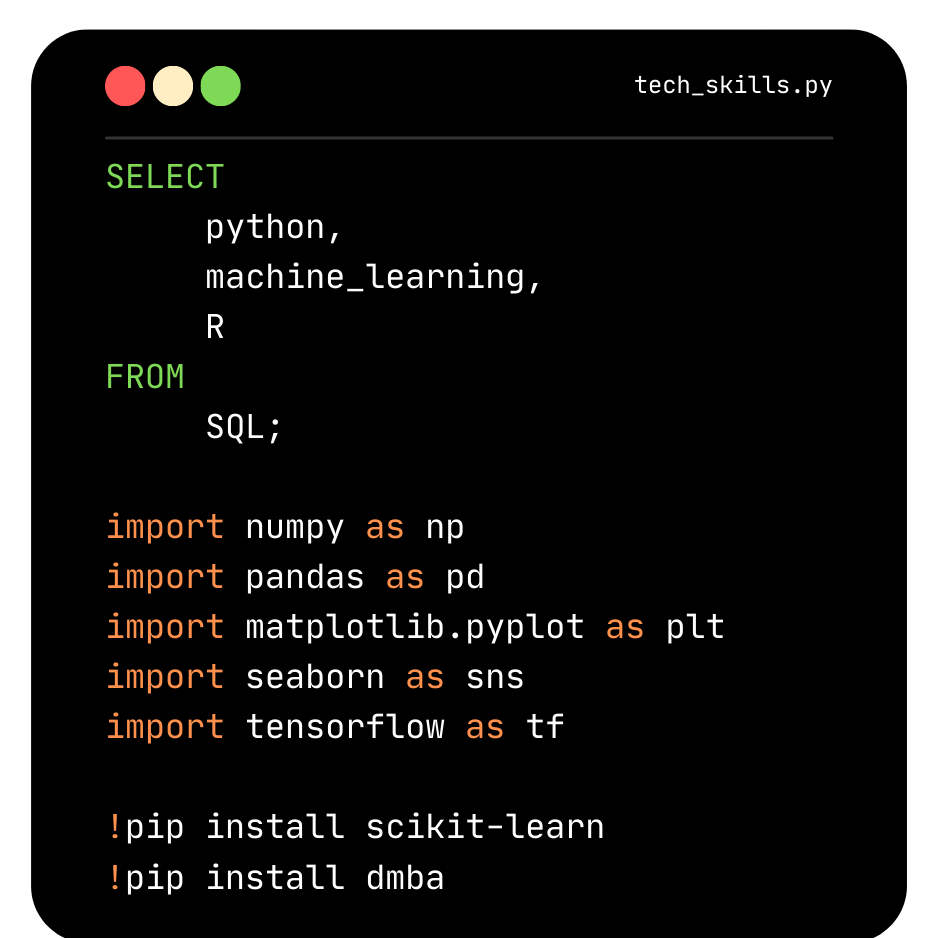 tech_skills.py
SELECT
python,
machine_learning,
R
FROM
SQL;
import numpy as np
import pandas as pd
import matplotlib.pyplot as plt
import seaborn as sns
import tensorflow as tf
!pip install scikit-learn
!pip install dmba